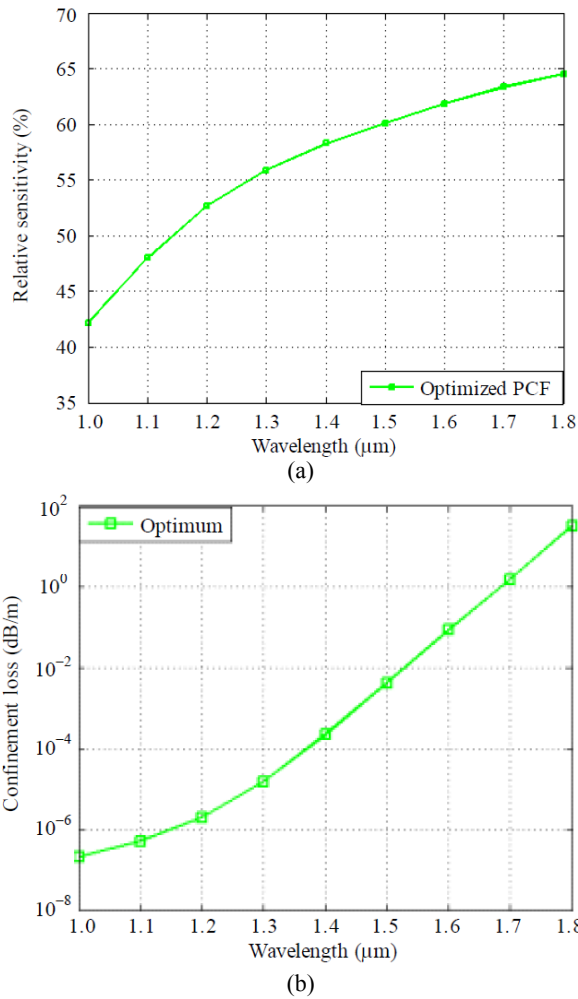 70
65
60
55
50
45
40
35
Relative sensitivity (%)
Optimized PCF
1.0 1.1 1.2 1.3 1.4 1.5 1.6 1.7 1.8
Wavelength (µm)
(a)
10² 
10⁰
10⁻²
10⁻⁴
10⁻⁶
10⁻⁸
Confinement loss (dB/m)
Optimum
1.0 1.1 1.2 1.3 1.4 1.5 1.6 1.7 1.8
Wavelength (µm)
(b)